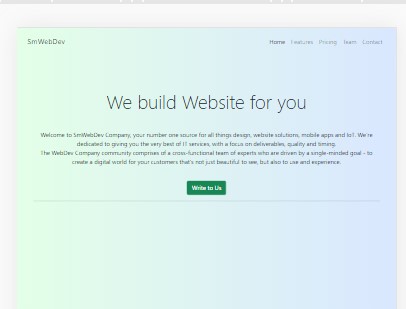 SmWebDev
Home Features Pricing Team Contact
We build Website for you
Welcome to SmWebDev Company, your number one source for all things design, website solutions, mobile apps and IoT. We're
dedicated to giving you the very best of IT services, with a focus on deliverables, quality and timing.
The WebDev Company community comprises of a cross-functional team of experts who are driven by a single-minded goal - to
create a digital world for your customers that's not just beautiful to see, but also to use and experience.
Write to Us